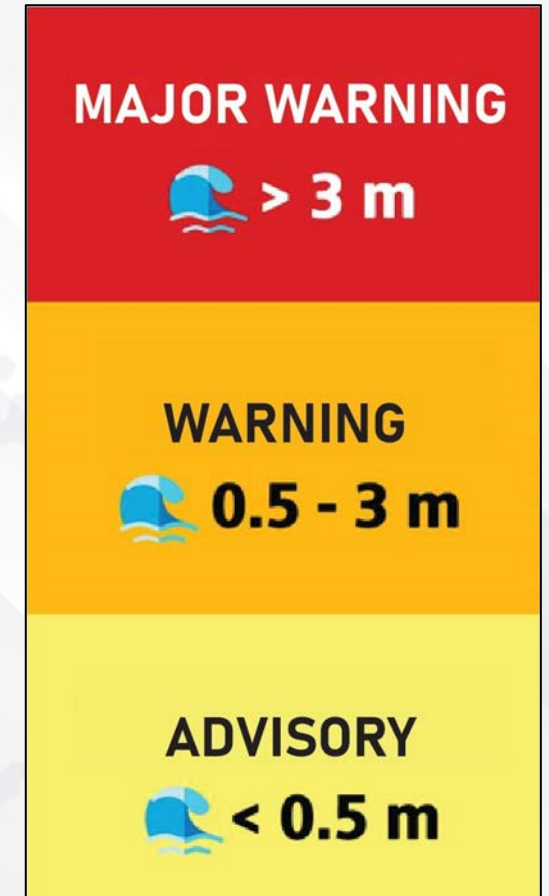 MAJOR WARNING
> 3 m
WARNING
0.5 - 3 m
ADVISORY
< 0.5 m